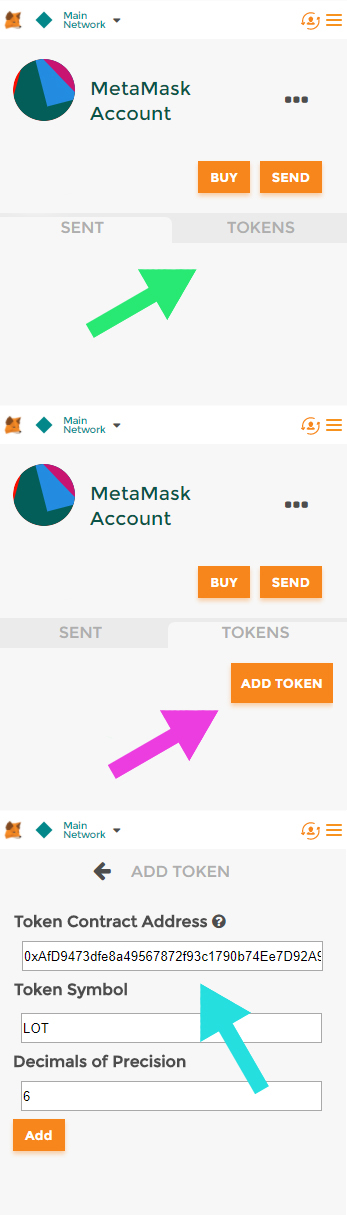 Main
Network
MetaMask
Account
BUY SEND
SENT TOKENS
Main
Network
MetaMask
Account
BUY SEND
SENT TOKENS
ADD TOKEN
Main
Network
ADD TOKEN
Token Contract Address ?
0xAfD9473dfe8a49567872f93c1790b74Ee7D92A9
Token Symbol
LOT
Decimals of Precision
6
Add